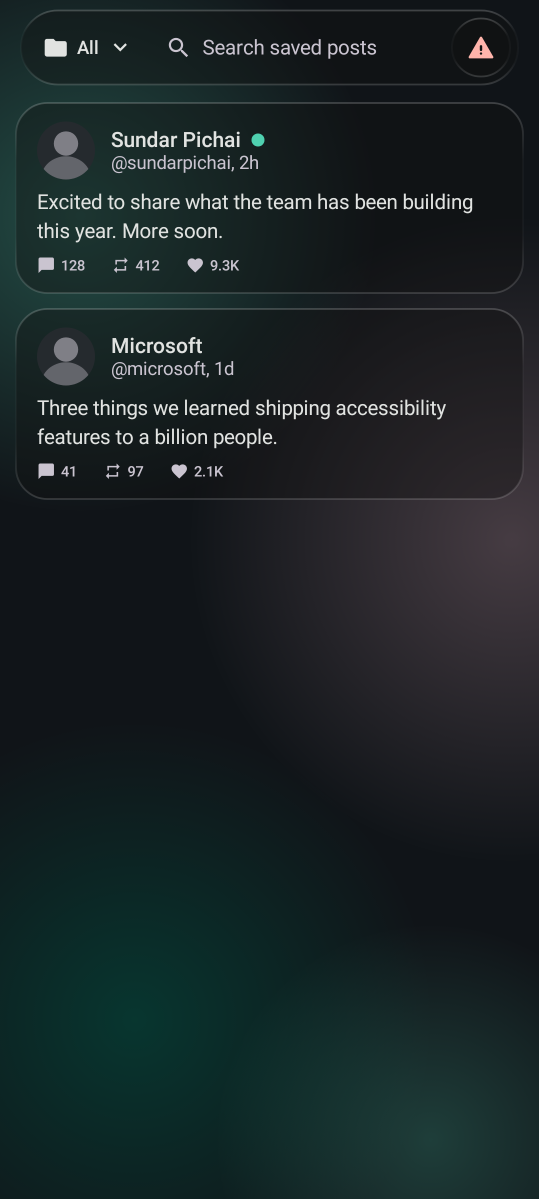 All
Search saved posts
Sundar Pichai
@sundarpichai, 2h
Excited to share what the team has been building
this year. More soon.
128 412 9.3K
Microsoft
@microsoft, 1d
Three things we learned shipping accessibility
features to a billion people.
41 97 2.1K